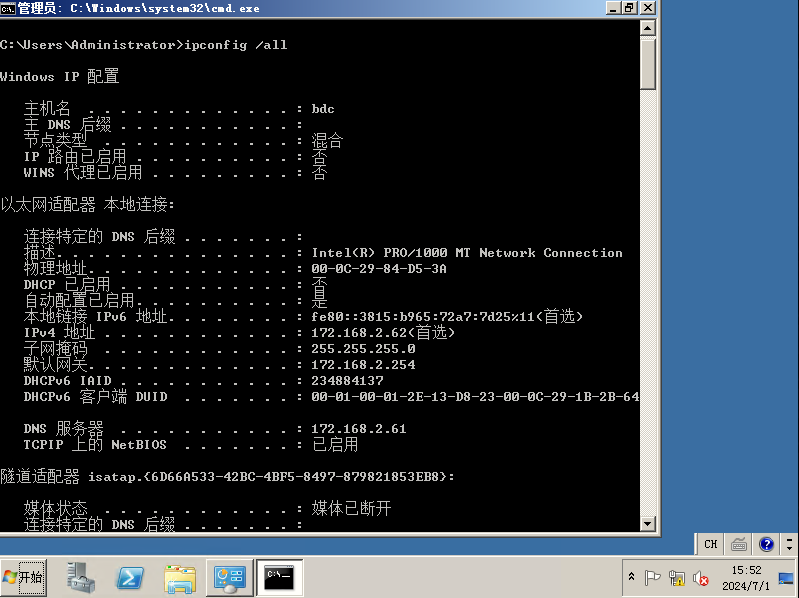 管理员: C:\Windows\system32\cmd.exe
C:\Users\Administrator>ipconfig /all
Windows IP 配置
主机名 . . . . . . . . . . . . . : bdc
主 DNS 后缀 . . . . . . . . . . . :
节点类型 . . . . . . . . . . . . : 混合
IP 路由已启用 . . . . . . . . . . : 否
WINS 代理已启用 . . . . . . . . . : 否
以太网适配器 本地连接:
连接特定的 DNS 后缀 . . . . . . . :
描述. . . . . . . . . . . . . . . : Intel(R) PRO/1000 MT Network Connection
物理地址. . . . . . . . . . . . . : 00-0C-29-84-D5-3A
DHCP 已启用 . . . . . . . . . . . : 否
自动配置已启用. . . . . . . . . . : 是
本地链接 IPv6 地址. . . . . . . . : fe80::3815:b965:72a7:7d25%11(首选)
IPv4 地址 . . . . . . . . . . . . : 172.168.2.62(首选)
子网掩码 . . . . . . . . . . . . : 255.255.255.0
默认网关. . . . . . . . . . . . . : 172.168.2.254
DHCPv6 IAID . . . . . . . . . . . : 234884137
DHCPv6 客户端 DUID . . . . . . . : 00-01-00-01-2E-13-D8-23-00-0C-29-1B-2B-64
DNS 服务器 . . . . . . . . . . . : 172.168.2.61
TCPIP 上的 NetBIOS . . . . . . . : 已启用
隧道适配器 isatap.{6D66A533-42BC-4BF5-8497-879821853EB8}:
媒体状态 . . . . . . . . . . . . : 媒体已断开
连接特定的 DNS 后缀 . . . . . . . :
CH
开始
C:\_
15:52
2024/7/1